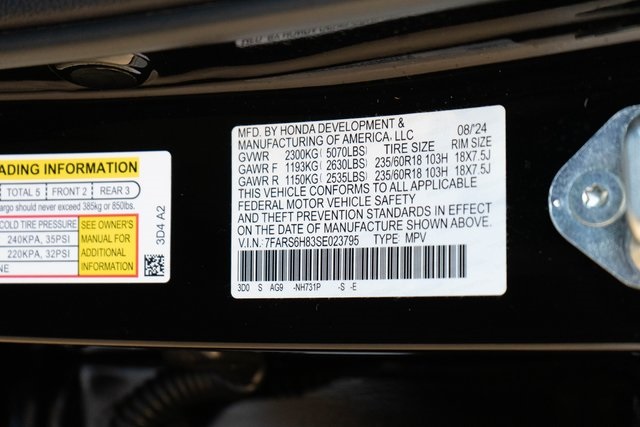 ADING INFORMATION
TOTAL 5 FRONT 2 REAR 3
argo should never exceed 385kg or 850lbs.
COLD TIRE PRESSURE
240KPA, 35PSI
220KPA, 32PSI
NE
SEE OWNER'S
MANUAL FOR
ADDITIONAL
INFORMATION
3D4 A2
MFD. BY HONDA DEVELOPMENT &
MANUFACTURING OF AMERICA, LLC 08/'24
GVWR 2300KG(5070LBS) TIRE SIZE RIM SIZE
GAWR F 1193KG(2630LBS) 235/60R18 103H 18X7.5J
GAWR R 1150KG(2535LBS) 235/60R18 103H 18X7.5J
THIS VEHICLE CONFORMS TO ALL APPLICABLE
FEDERAL MOTOR VEHICLE SAFETY
AND THEFT PREVENTION STANDARDS IN EFFECT
ON THE DATE OF MANUFACTURE SHOWN ABOVE.
V.I.N.: 7FARS6H83SE023795 TYPE: MPV
3D0 S AG9 -NH731P -S -E